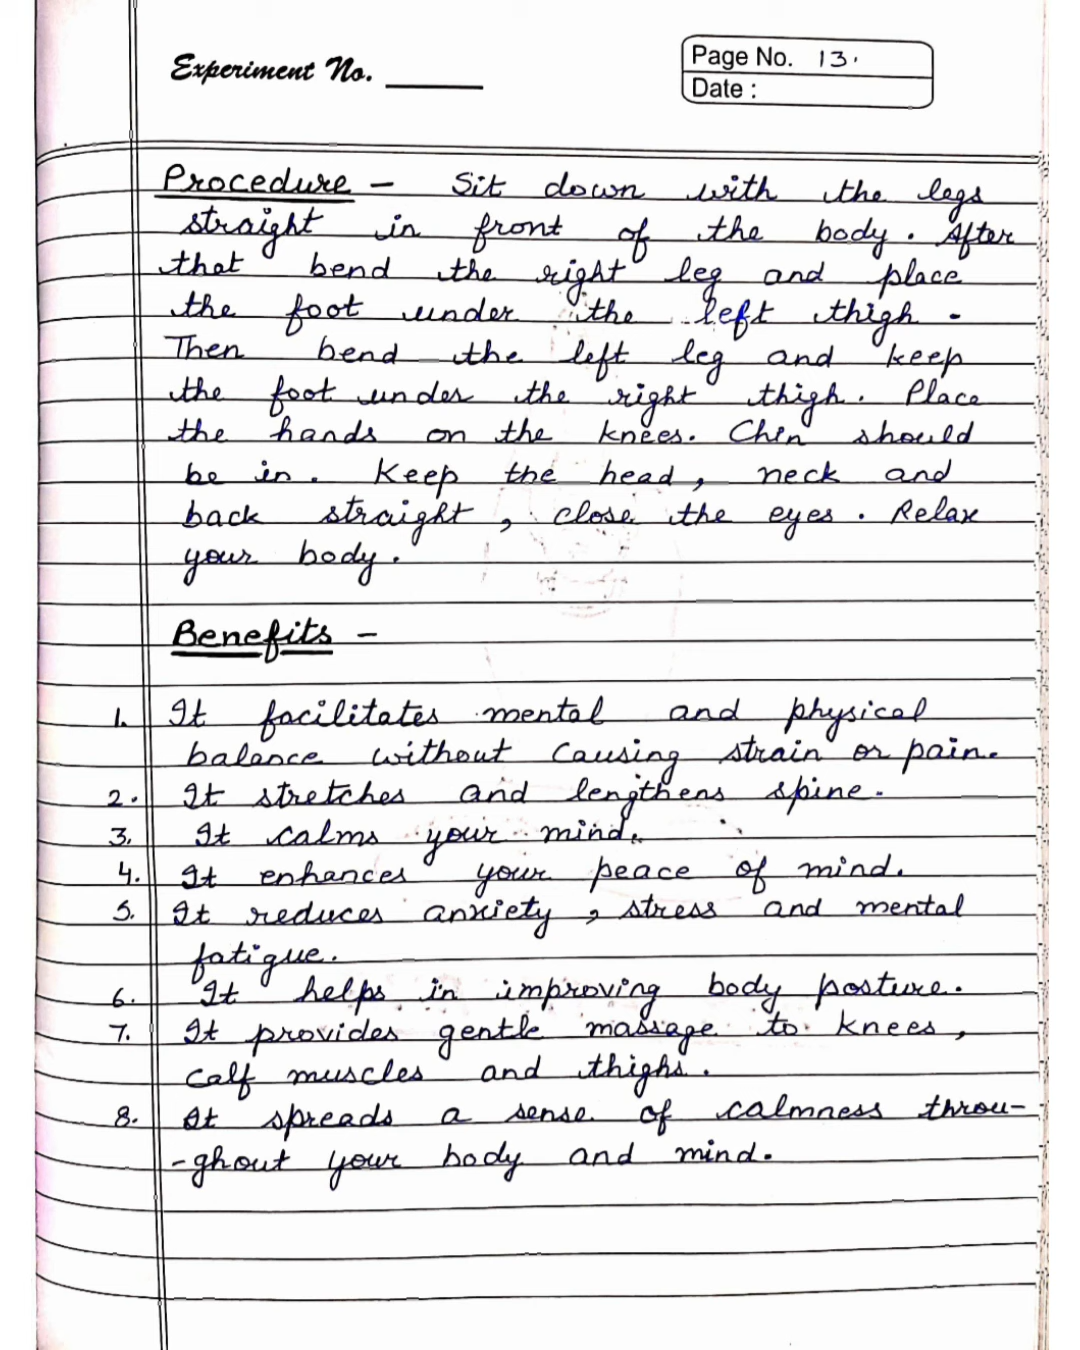 Experiment No.
Page No. 13.
Date :
Procedure - Sit down with the legs
straight in front of the body. After
that bend the right leg and place
the foot under the left thigh.
Then bend the left leg and keep
the foot under the right thigh. Place
the hands on the knees. Chin should
be in. Keep the head, neck and
back straight, close the eyes. Relax
your body.
Benefits -
1. It facilitates mental and physical
balance without causing strain or pain.
2. It stretches and lengthens spine.
3. It calms your mind.
4. It enhances your peace of mind.
5. It reduces anxiety, stress and mental
fatigue.
6. It helps in improving body posture.
7. It provides gentle massage to knees,
calf muscles and thighs.
8. It spreads a sense of calmness throu-
-ghout your body and mind.